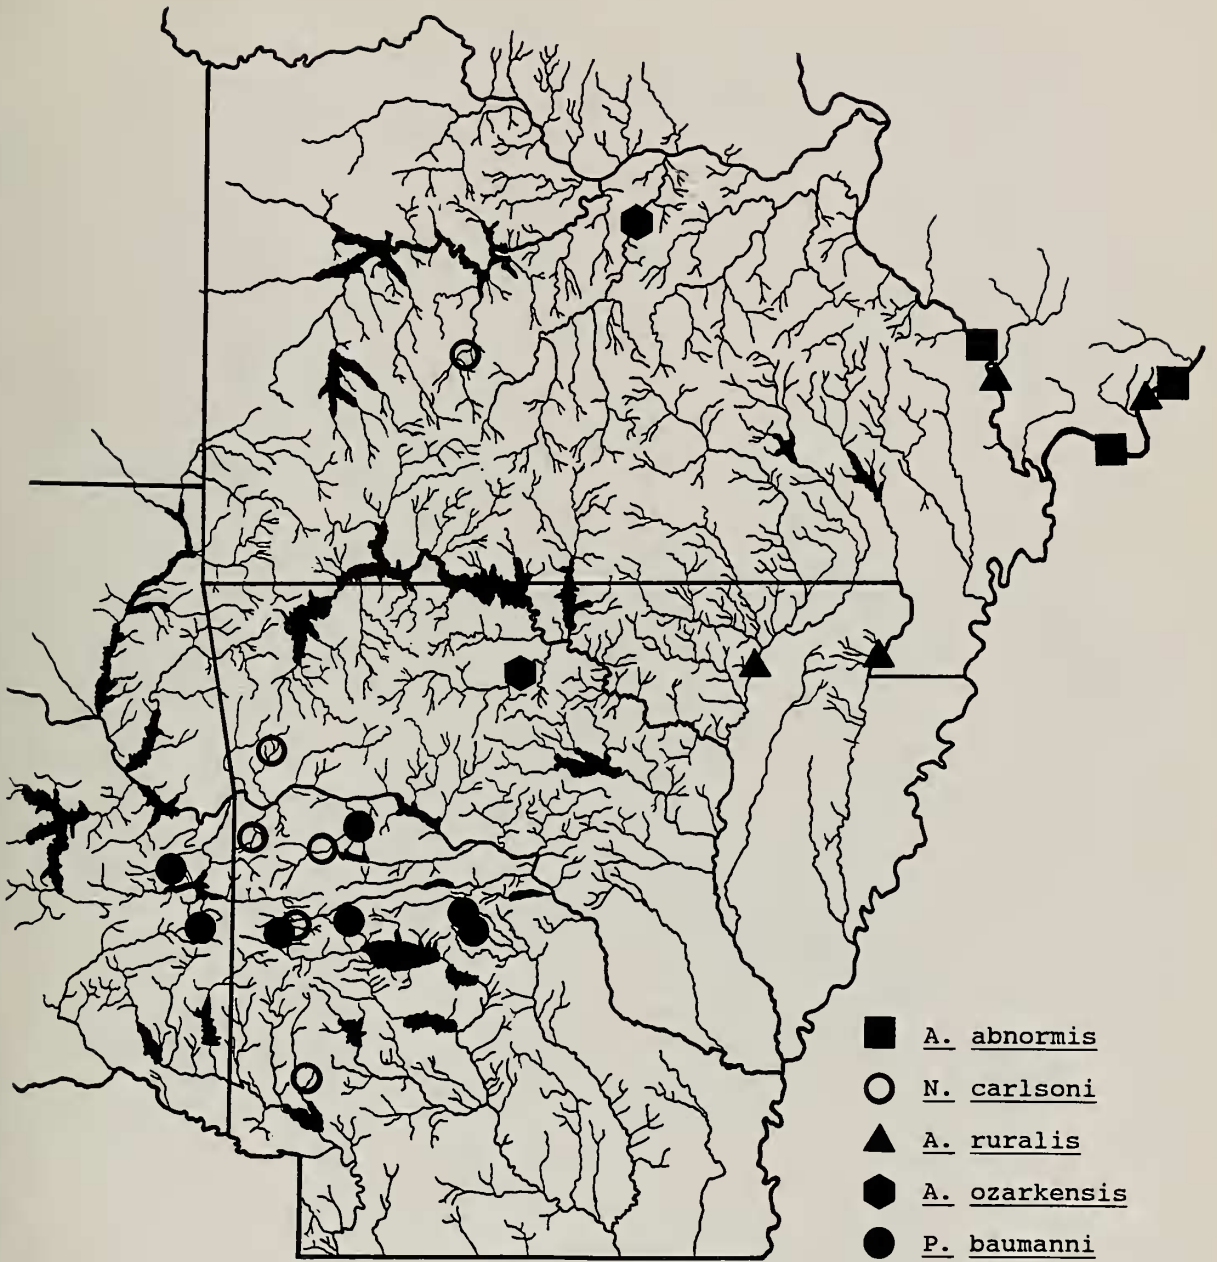 A. abnormis
N. carlsoni
A. ruralis
A. ozarkensis
P. baumanni